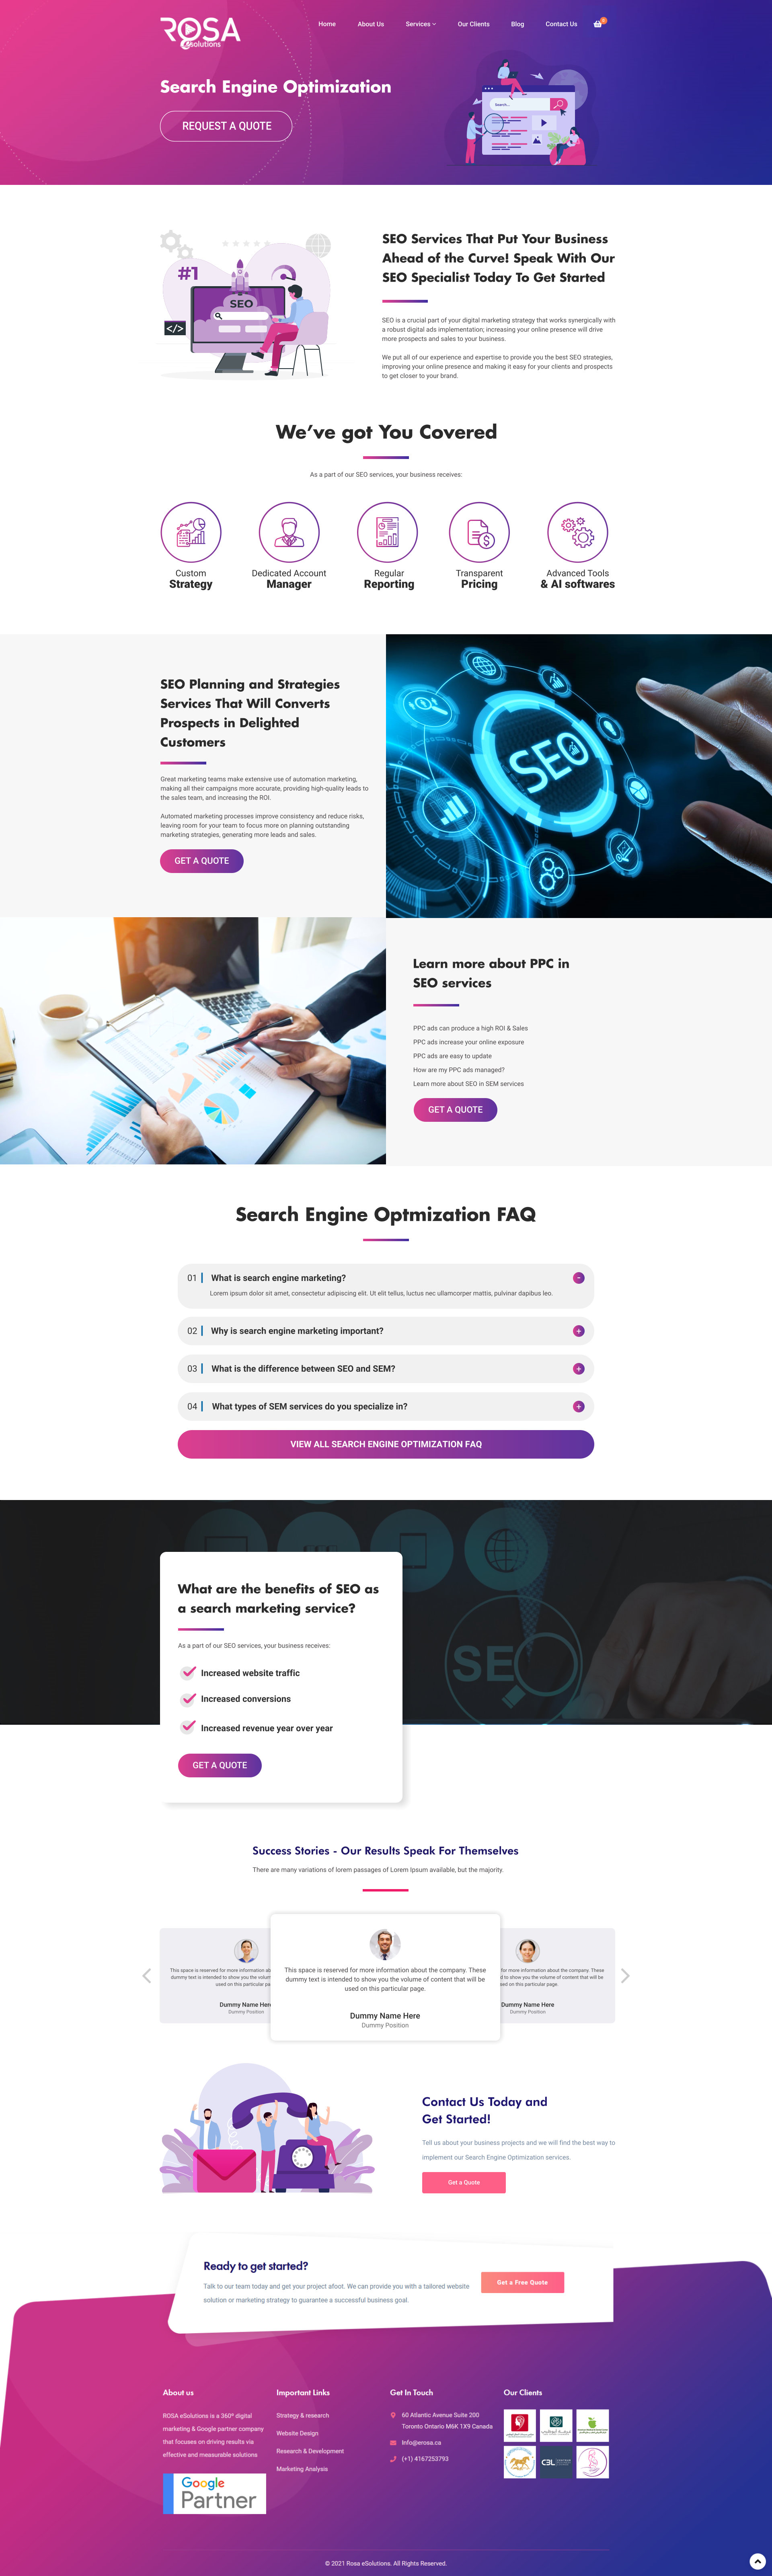 ROSA
eSolutions
Home
About Us
Services
Our Clients
Blog
Contact Us
0
Search Engine Optimization
REQUEST A QUOTE
Search...
#1
SEO
</>
SEO Services That Put Your Business
Ahead of the Curve! Speak With Our
SEO Specialist Today To Get Started
SEO is a crucial part of your digital marketing strategy that works synergically with
a robust digital ads implementation; increasing your online presence will drive
more prospects and sales to your business.
We put all of our experience and expertise to provide you the best SEO strategies,
improving your online presence and making it easy for your clients and prospects
to get closer to your brand.
We've got You Covered
As a part of our SEO services, your business receives:
Custom
Strategy
Dedicated Account
Manager
Regular
Reporting
Transparent
Pricing
Advanced Tools
& AI softwares
SEO Planning and Strategies
Services That Will Converts
Prospects in Delighted
Customers
Great marketing teams make extensive use of automation marketing,
making all their campaigns more accurate, providing high-quality leads to
the sales team, and increasing the ROI.
Automated marketing processes improve consistency and reduce risks,
leaving room for your team to focus more on planning outstanding
marketing strategies, generating more leads and sales.
GET A QUOTE
SEO
Learn more about PPC in
SEO services
PPC ads can produce a high ROI & Sales
PPC ads increase your online exposure
PPC ads are easy to update
How are my PPC ads managed?
Learn more about SEO in SEM services
GET A QUOTE
Search Engine Optmization FAQ
01 What is search engine marketing? -
Lorem ipsum dolor sit amet, consectetur adipiscing elit. Ut elit tellus, luctus nec ullamcorper mattis, pulvinar dapibus leo.
02 Why is search engine marketing important? +
03 What is the difference between SEO and SEM? +
04 What types of SEM services do you specialize in? +
VIEW ALL SEARCH ENGINE OPTIMIZATION FAQ
What are the benefits of SEO as
a search marketing service?
As a part of our SEO services, your business receives:
Increased website traffic
Increased conversions
Increased revenue year over year
GET A QUOTE
SE
Success Stories - Our Results Speak For Themselves
There are many variations of lorem passages of Lorem Ipsum available, but the majority.
This space is reserved for more information
dummy text is intended to show you the
used on this particular
Dummy Name Here
Dummy Position
This space is reserved for more information about the company. These
dummy text is intended to show you the volume of content that will be
used on this particular page.
Dummy Name Here
Dummy Position
for more information about the company. These
to show you the volume of content that will be
on this particular page.
Dummy Name Here
Dummy Position
Contact Us Today and
Get Started!
Tell us about your business projects and we will find the best way to
implement our Search Engine Optimization services.
Get a Quote
Ready to get started?
Talk to our team today and get your project afoot. We can provide you with a tailored website
solution or marketing strategy to guarantee a successful business goal.
Get a Free Quote
About us
ROSA eSolutions is a 360º digital
marketing & Google partner company
that focuses on driving results via
effective and measurable solutions
Google
Partner
Important Links
Strategy & research
Website Design
Research & Development
Marketing Analysis
Get In Touch
60 Atlantic Avenue Suite 200
Toronto Ontario M6K 1X9 Canada
Info@erosa.ca
(+1) 4167253793
Our Clients
CBL
© 2021 Rosa eSolutions. All Rights Reserved.